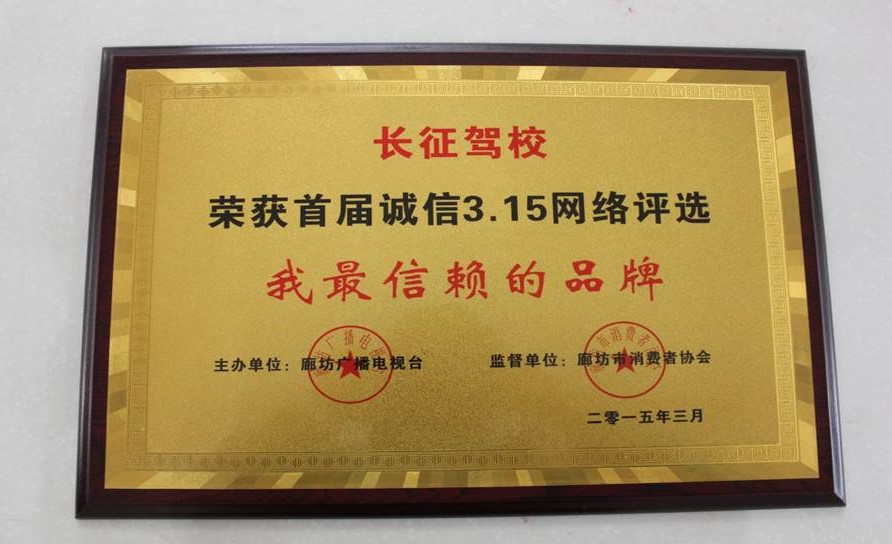 长征驾校
荣获首届诚信3.15网络评选
我最信赖的品牌
主办单位：廊坊广播电视台
监督单位：廊坊市消费者协会
二零一五年三月